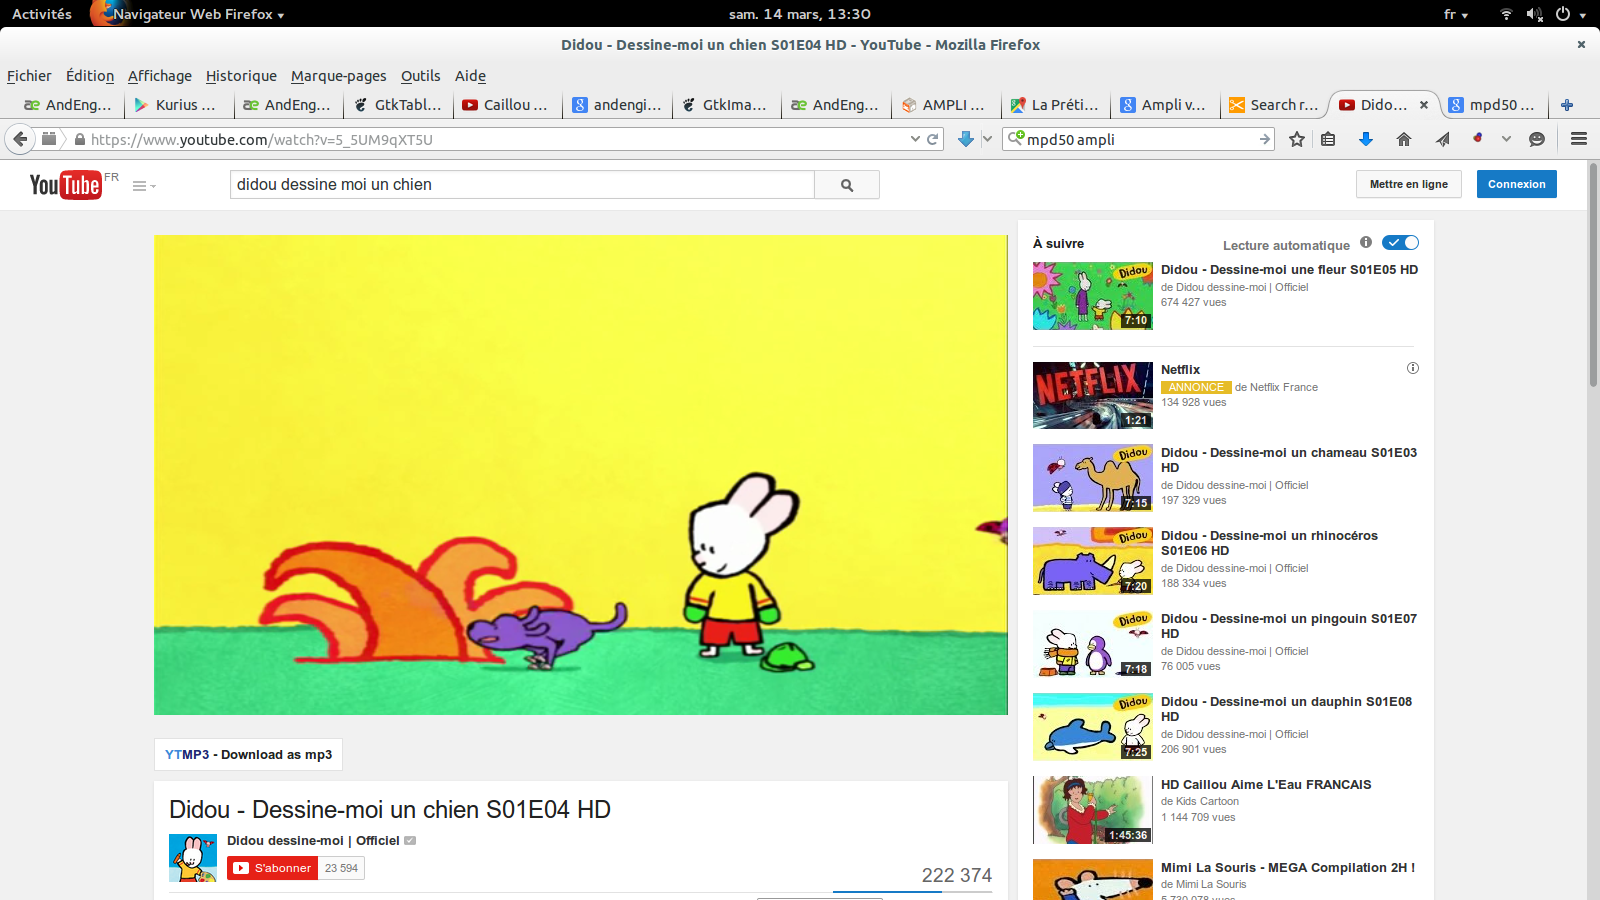 Activités
Navigateur Web Firefox
sam. 14 mars, 13:30
fr
Didou - Dessine-moi un chien S01E04 HD - YouTube - Mozilla Firefox
Fichier Édition Affichage Historique Marque-pages Outils Aide
AndEng…
Kurius …
AndEng…
GtkTabl…
Caillou …
andengi…
GtkIma…
AndEng…
AMPLI …
La Préti…
Ampli v…
Search r…
Dido…
mpd50 …
https://www.youtube.com/watch?v=5_5UM9qXT5U
mpd50 ampli
YouTube FR
didou dessine moi un chien
Mettre en ligne
Connexion
YTMP3 - Download as mp3
Didou - Dessine-moi un chien S01E04 HD
Didou dessine-moi | Officiel
S'abonner 23 594
222 374
À suivre
Lecture automatique
Didou
7:10
Didou - Dessine-moi une fleur S01E05 HD
de Didou dessine-moi | Officiel
674 427 vues
NETFLIX
1:21
Netflix
ANNONCE de Netflix France
134 928 vues
Didou
7:15
Didou - Dessine-moi un chameau S01E03
HD
de Didou dessine-moi | Officiel
197 329 vues
Didou
7:20
Didou - Dessine-moi un rhinocéros
S01E06 HD
de Didou dessine-moi | Officiel
188 334 vues
Didou
7:18
Didou - Dessine-moi un pingouin S01E07
HD
de Didou dessine-moi | Officiel
76 005 vues
Didou
7:25
Didou - Dessine-moi un dauphin S01E08
HD
de Didou dessine-moi | Officiel
206 901 vues
1:45:36
HD Caillou Aime L'Eau FRANCAIS
de Kids Cartoon
1 144 709 vues
Mimi La Souris - MEGA Compilation 2H !
de Mimi La Souris
5 730 078 vues